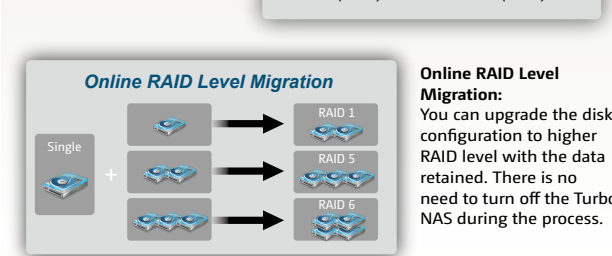 Online RAID Level Migration
Single
+
RAID 1
RAID 5
RAID 6
Online RAID Level
Migration:
You can upgrade the disk
configuration to higher
RAID level with the data
retained. There is no
need to turn off the Turbo
NAS during the process.